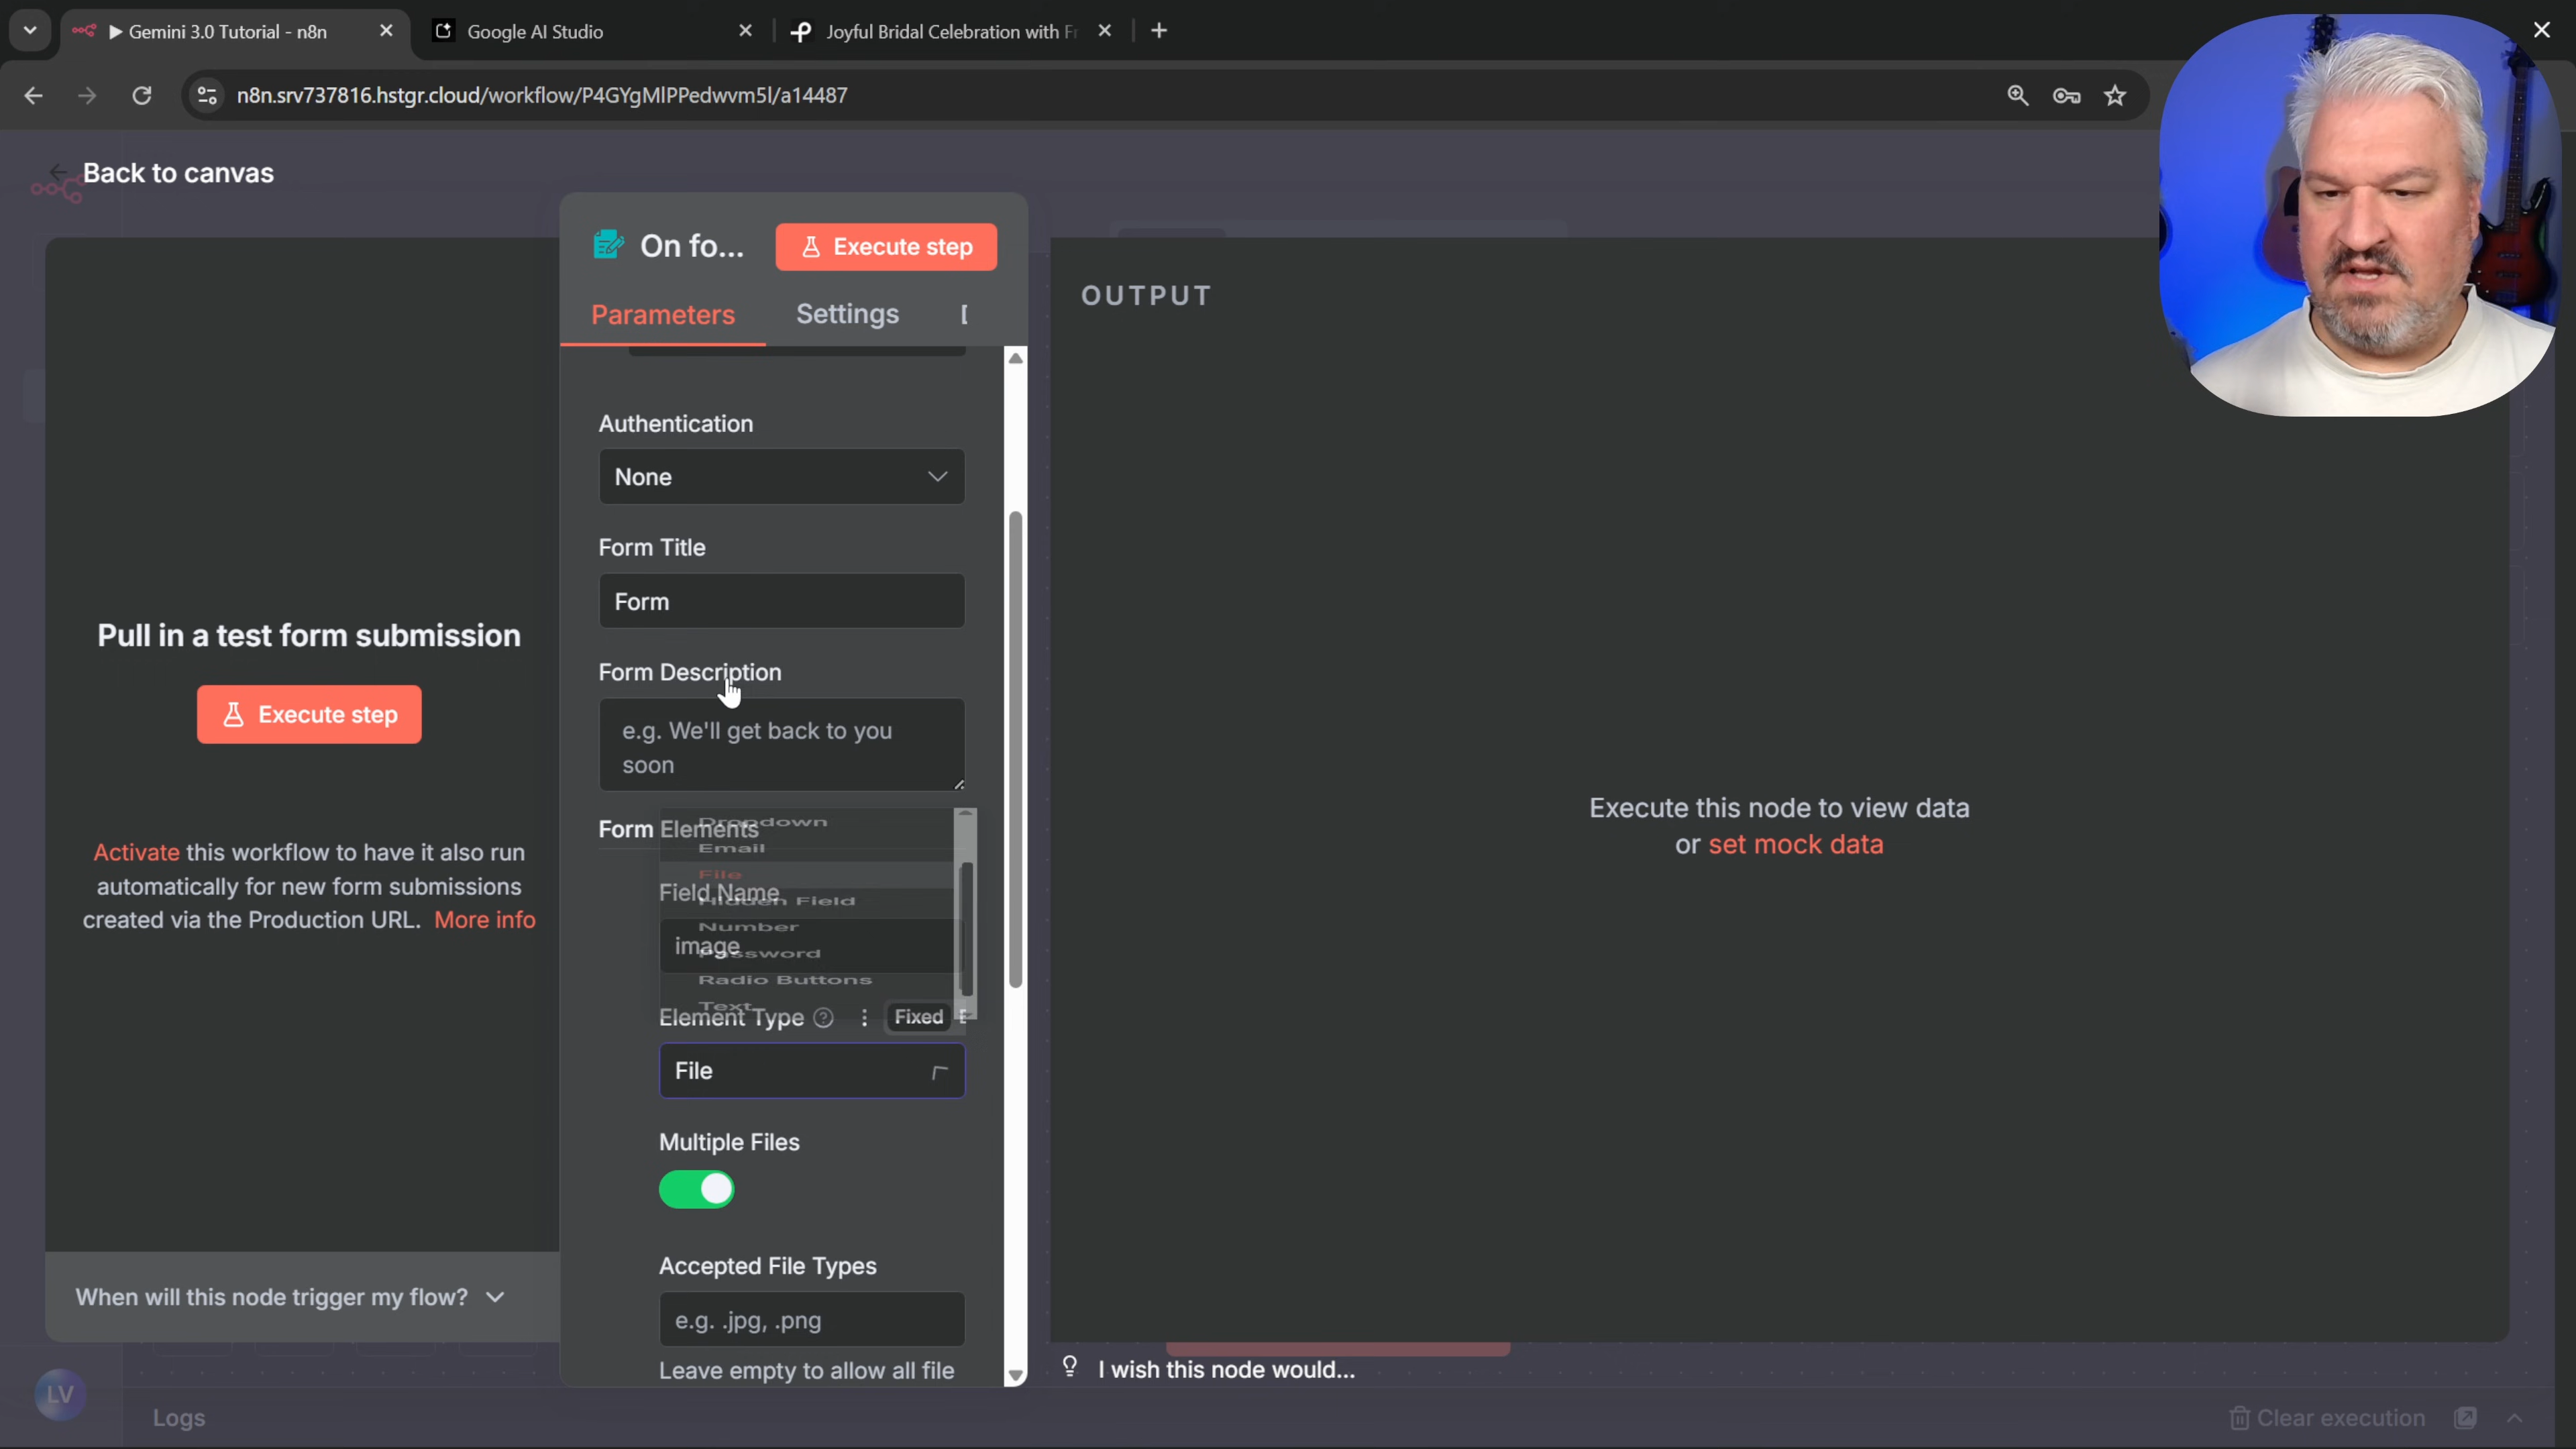 Gemini 3.0 Tutorial - n8n
Google AI Studio
Joyful Bridal Celebration with Fr
n8n.srv737816.hstgr.cloud/workflow/P4GYgMlPPedwvm5l/a14487
Back to canvas
On fo...
Execute step
Parameters
Settings
OUTPUT
Authentication
None
Form Title
Form
Form Description
e.g. We'll get back to you
soon
Pull in a test form submission
Execute step
Activate this workflow to have it also run
automatically for new form submissions
created via the Production URL. More info
Form Elements
Dropdown
Email
File
Field Name
Hidden Field
Number
image
Password
Radio Buttons
Text
Element Type
Fixed
File
Multiple Files
Accepted File Types
e.g. .jpg, .png
Leave empty to allow all file
Execute this node to view data
or set mock data
When will this node trigger my flow?
I wish this node would...
LV
Logs
Clear execution